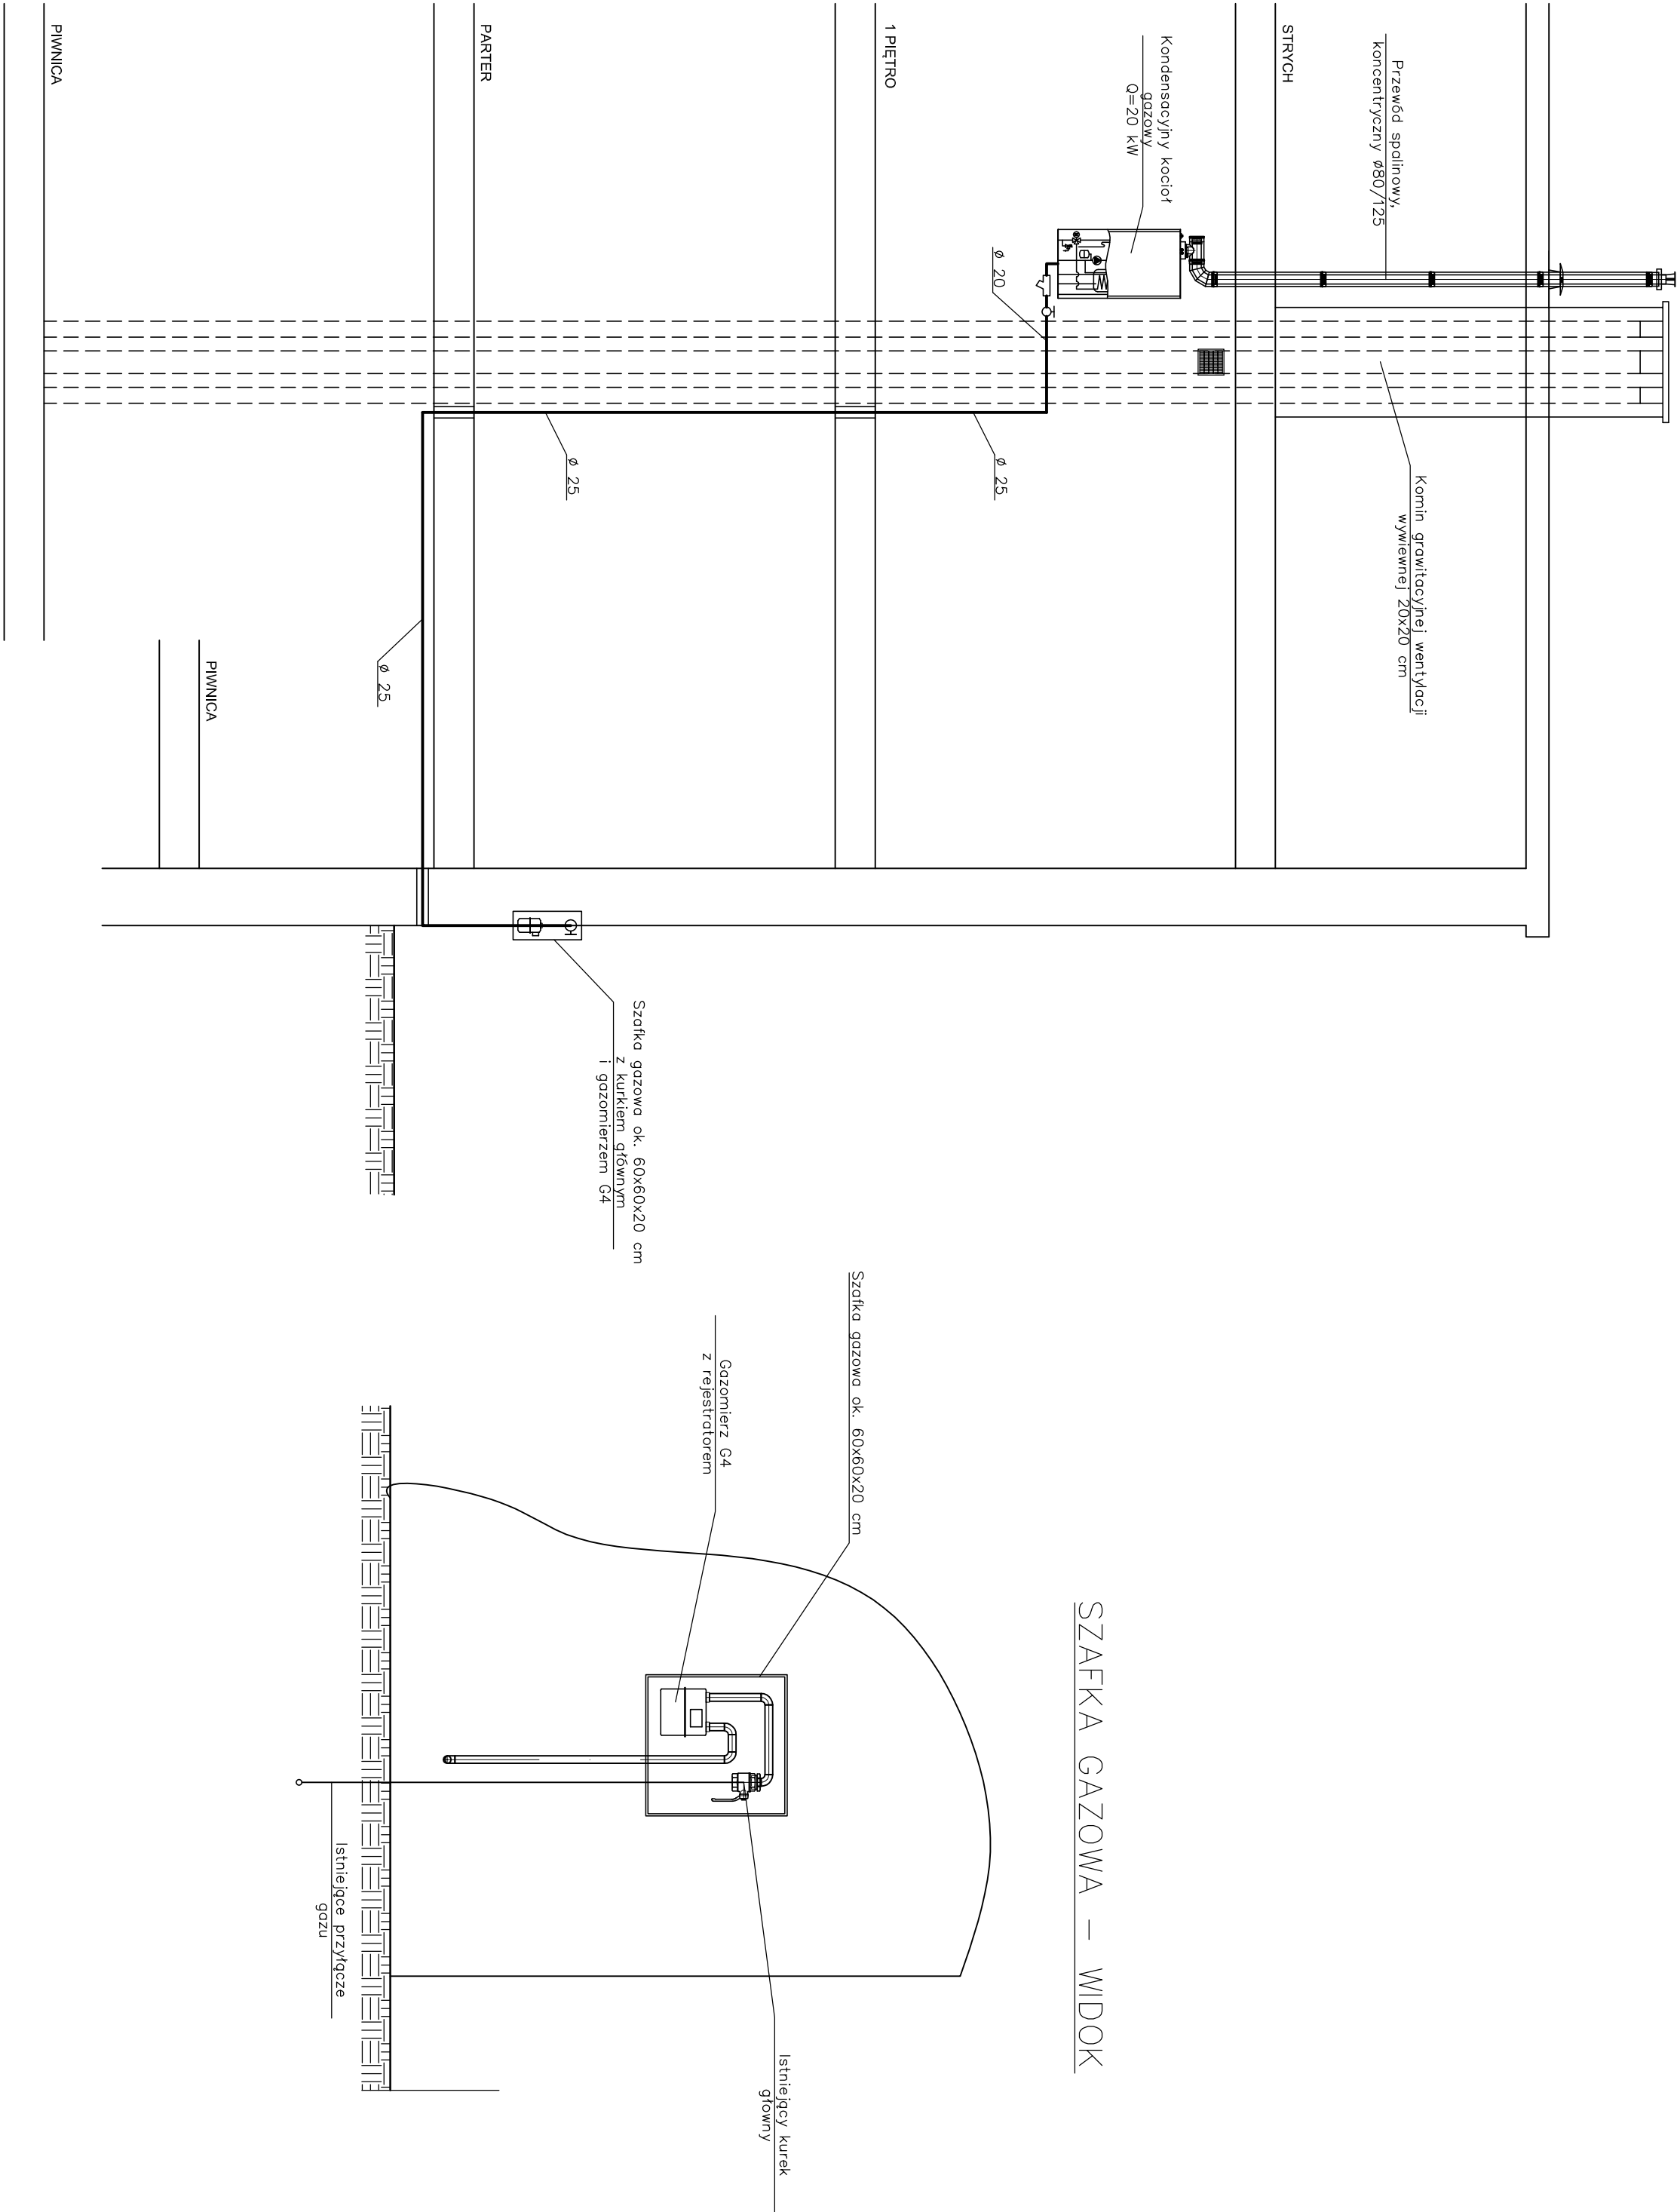 Przewód spalinowy,
koncentryczny ø80/125
STRYCH
Komin grawitacyjnej wentylacji
wywiewnej 20x20 cm
Kondensacyjny kocioł
gazowy
Q=20 kW
ø 20
1 PIĘTRO
ø 25
ø 25
PARTER
ø 25
PIWNICA
PIWNICA
Szafka gazowa ok. 60x60x20 cm
z kurkiem głównym
i gazomierzem G4
SZAFKA GAZOWA – WIDOK
Szafka gazowa ok. 60x60x20 cm
Gazomierz G4
z rejestratorem
Istniejący kurek
głowny
Istniejące przyłącze
gazu